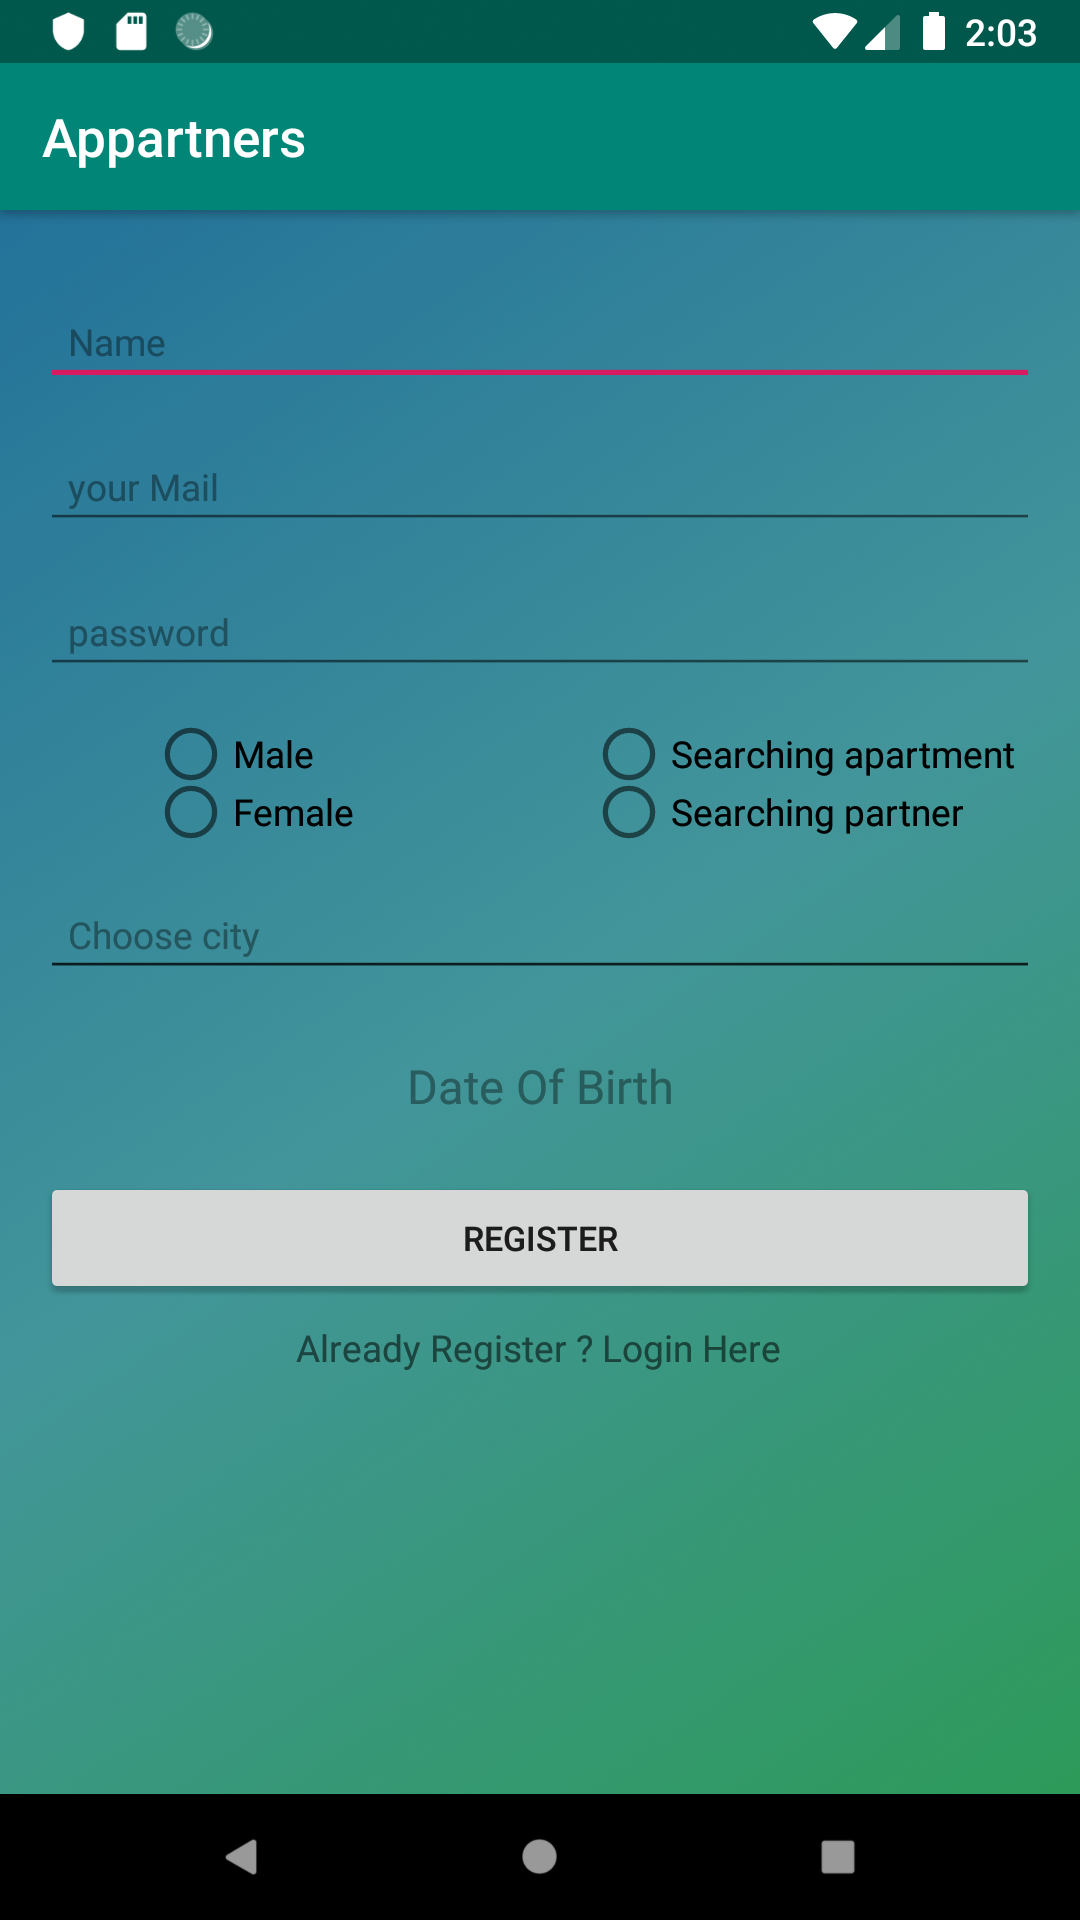 2:03
Appartners
Name
your Mail
password
Male
Searching apartment
Female
Searching partner
Choose city
Date Of Birth
REGISTER
Already Register ? Login Here